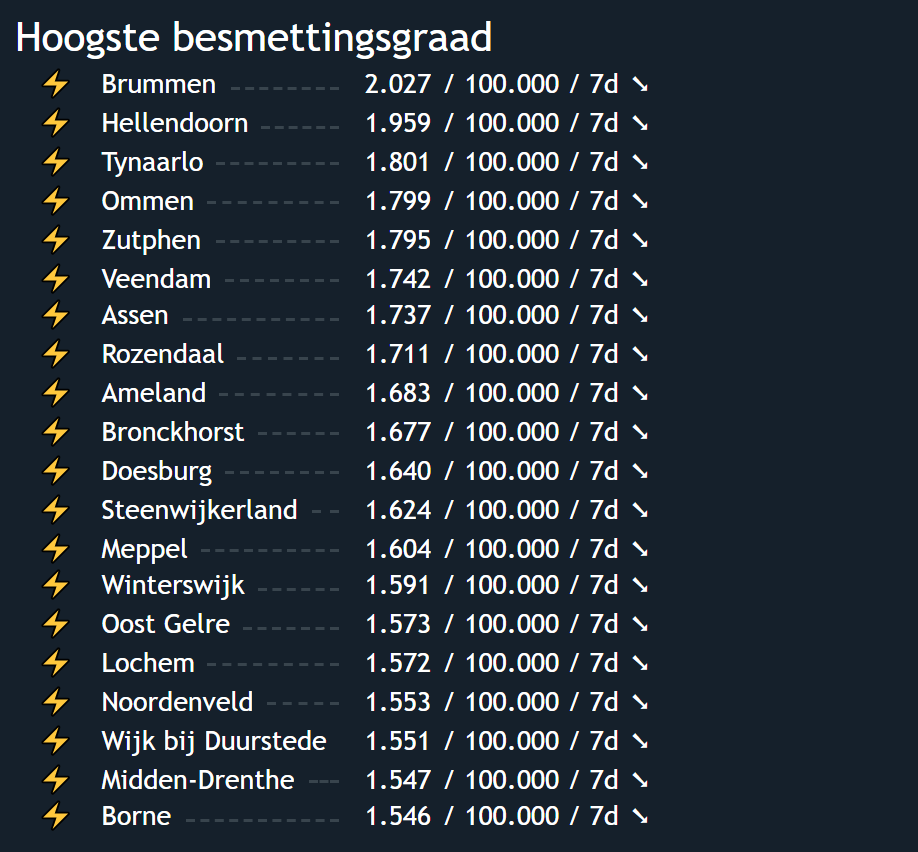 Hoogste besmettingsgraad
⚡ Brummen ------- 2.027 / 100.000 / 7d ↘
⚡ Hellendoorn ----- 1.959 / 100.000 / 7d ↘
⚡ Tynaarlo -------- 1.801 / 100.000 / 7d ↘
⚡ Ommen --------- 1.799 / 100.000 / 7d ↘
⚡ Zutphen -------- 1.795 / 100.000 / 7d ↘
⚡ Veendam ------- 1.742 / 100.000 / 7d ↘
⚡ Assen ---------- 1.737 / 100.000 / 7d ↘
⚡ Rozendaal ------ 1.711 / 100.000 / 7d ↘
⚡ Ameland -------- 1.683 / 100.000 / 7d ↘
⚡ Bronckhorst ----- 1.677 / 100.000 / 7d ↘
⚡ Doesburg ------- 1.640 / 100.000 / 7d ↘
⚡ Steenwijkerland -- 1.624 / 100.000 / 7d ↘
⚡ Meppel --------- 1.604 / 100.000 / 7d ↘
⚡ Winterswijk ----- 1.591 / 100.000 / 7d ↘
⚡ Oost Gelre ------ 1.573 / 100.000 / 7d ↘
⚡ Lochem --------- 1.572 / 100.000 / 7d ↘
⚡ Noordenveld ----- 1.553 / 100.000 / 7d ↘
⚡ Wijk bij Duurstede 1.551 / 100.000 / 7d ↘
⚡ Midden-Drenthe --- 1.547 / 100.000 / 7d ↘
⚡ Borne ---------- 1.546 / 100.000 / 7d ↘